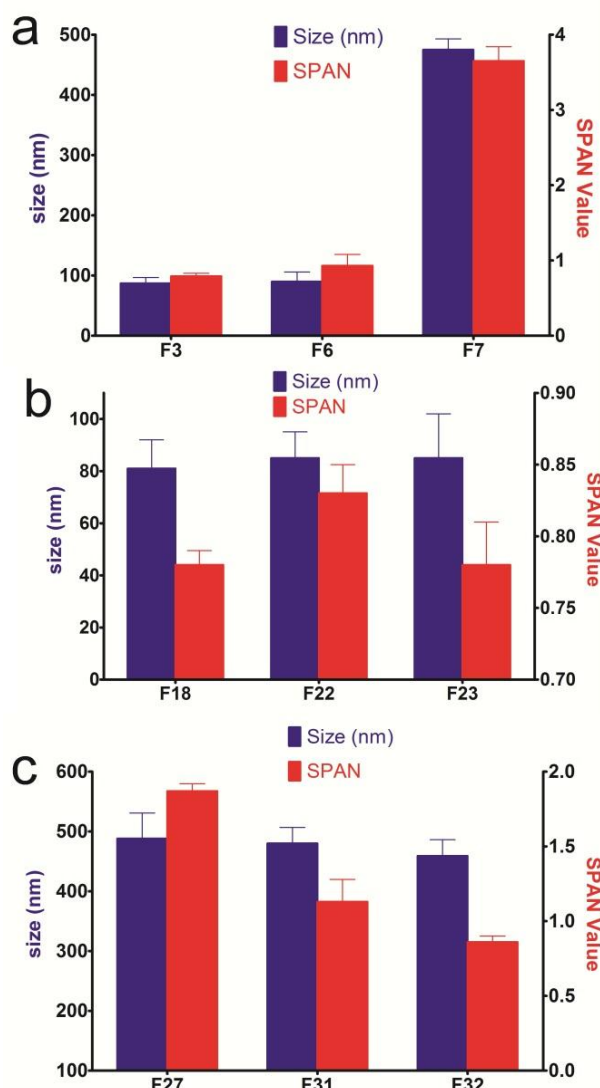 a
Size (nm)
SPAN
500
400
300
200
100
0
size (nm)
4
3
2
1
0
SPAN Value
F3 F6 F7
b
Size (nm)
SPAN
100
80
60
40
20
0
size (nm)
0.90
0.85
0.80
0.75
0.70
SPAN Value
F18 F22 F23
c
Size (nm)
SPAN
600
500
400
300
200
100
size (nm)
2.0
1.5
1.0
0.5
0.0
SPAN Value
F27 F31 F32